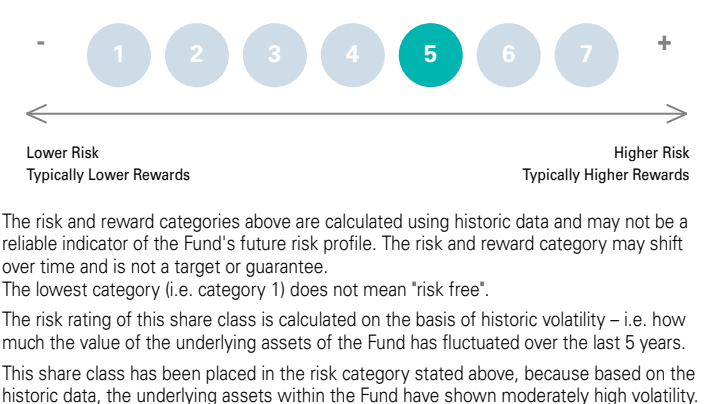 - 1 2 3 4 5 6 7 +
Lower Risk Higher Risk
Typically Lower Rewards Typically Higher Rewards
The risk and reward categories above are calculated using historic data and may not be a
reliable indicator of the Fund's future risk profile. The risk and reward category may shift
over time and is not a target or guarantee.
The lowest category (i.e. category 1) does not mean "risk free".
The risk rating of this share class is calculated on the basis of historic volatility – i.e. how
much the value of the underlying assets of the Fund has fluctuated over the last 5 years.
This share class has been placed in the risk category stated above, because based on the
historic data, the underlying assets within the Fund have shown moderately high volatility.